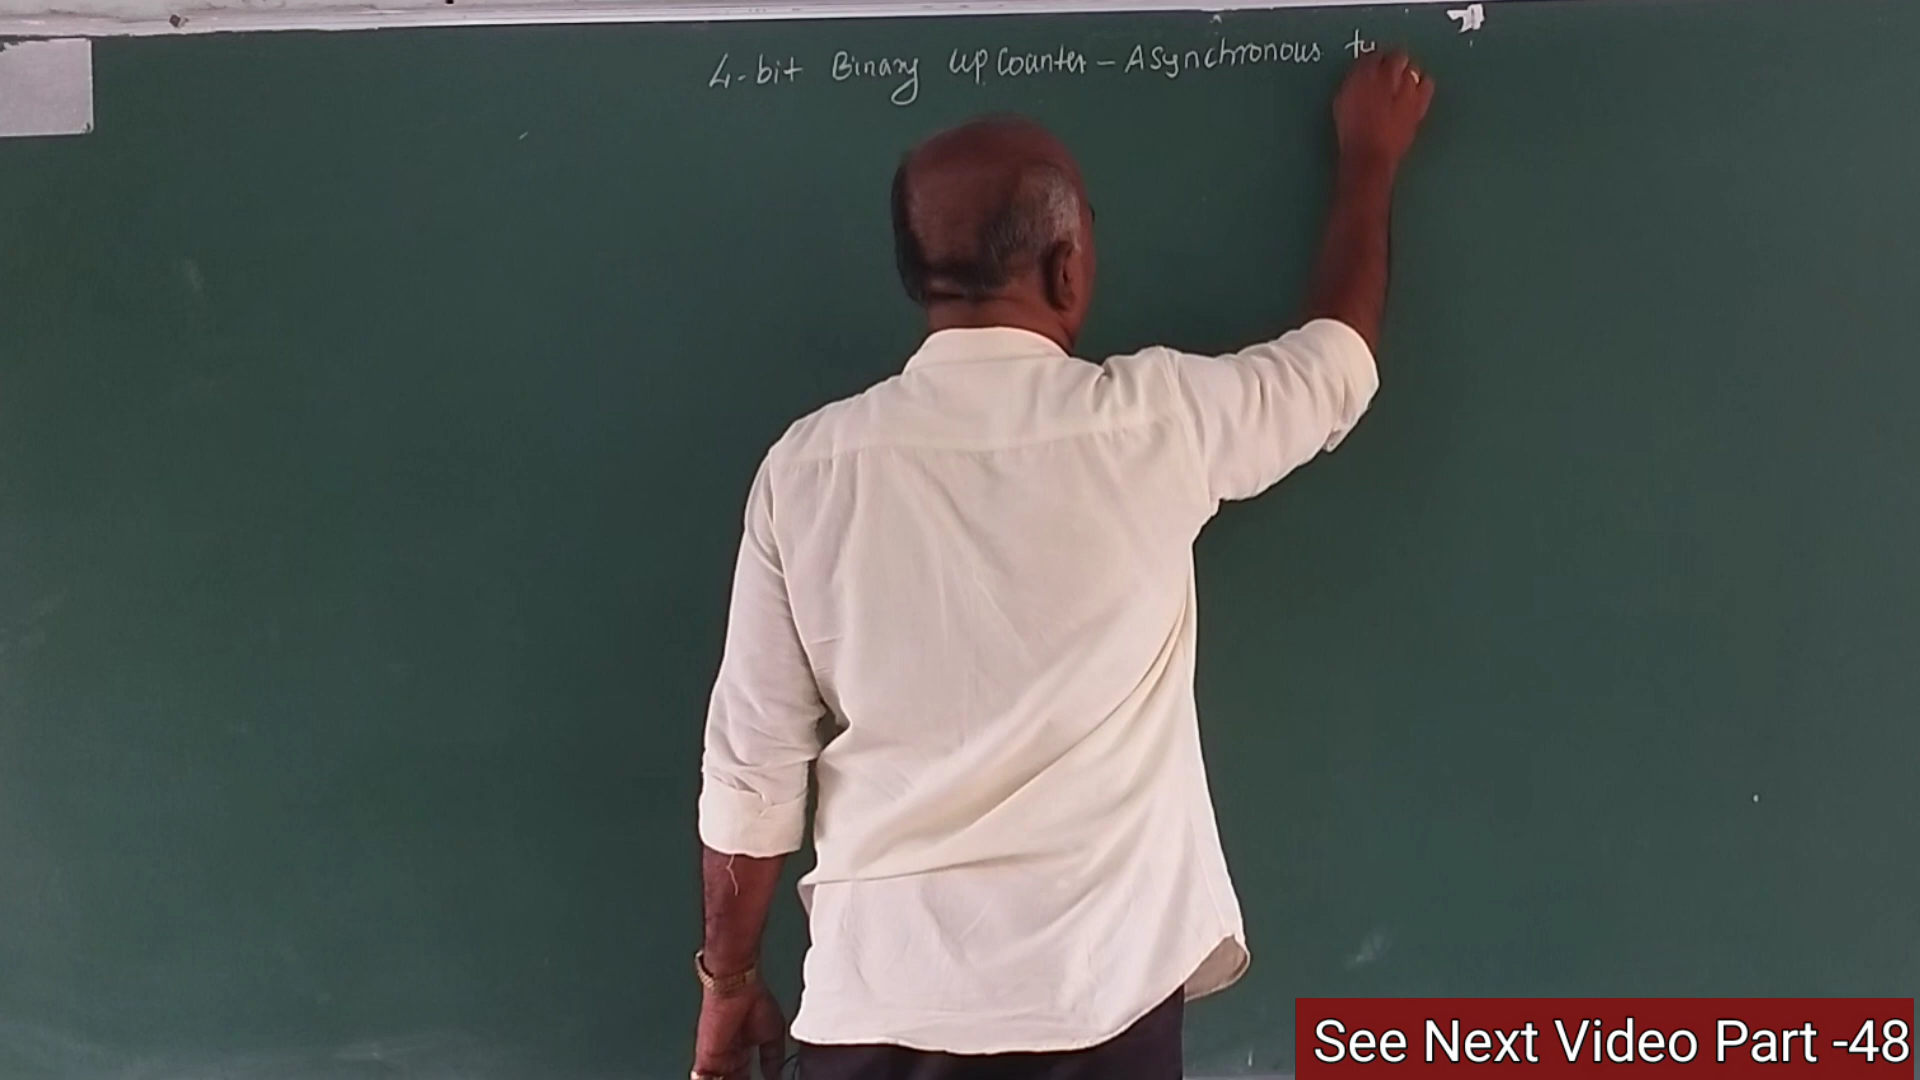 4-bit Binary Up Counter - Asynchronous
See Next Video Part -48